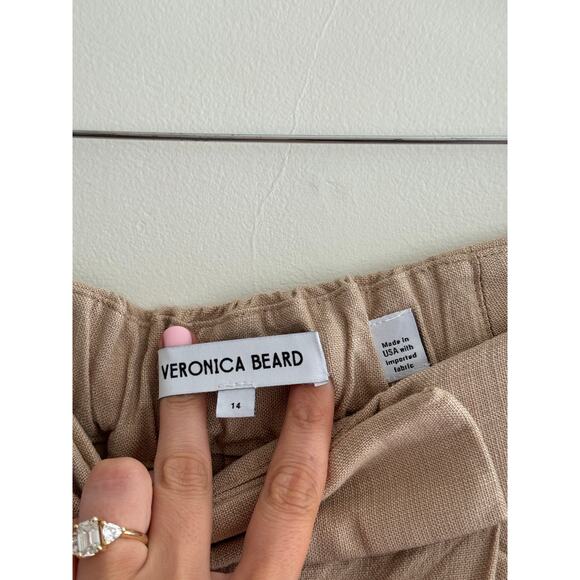 VERONICA BEARD
14
Made in
USA with
imported
fabric